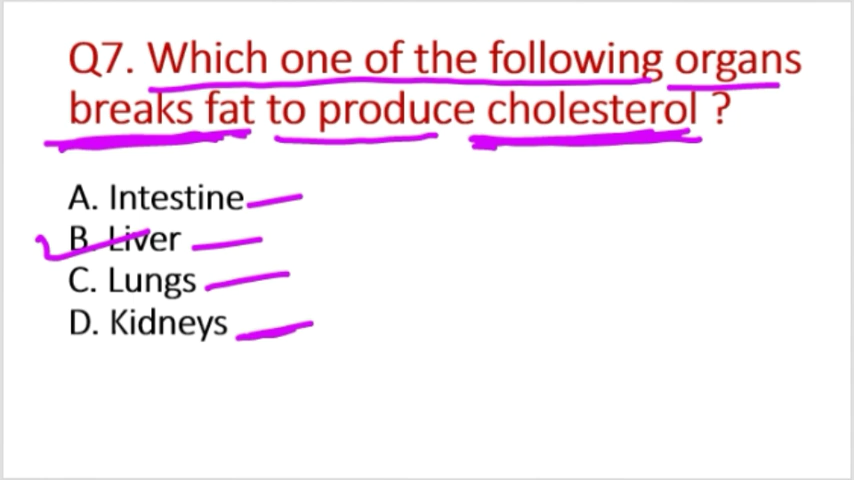 Q7. Which one of the following organs
breaks fat to produce cholesterol ?
A. Intestine
B. Liver
C. Lungs
D. Kidneys